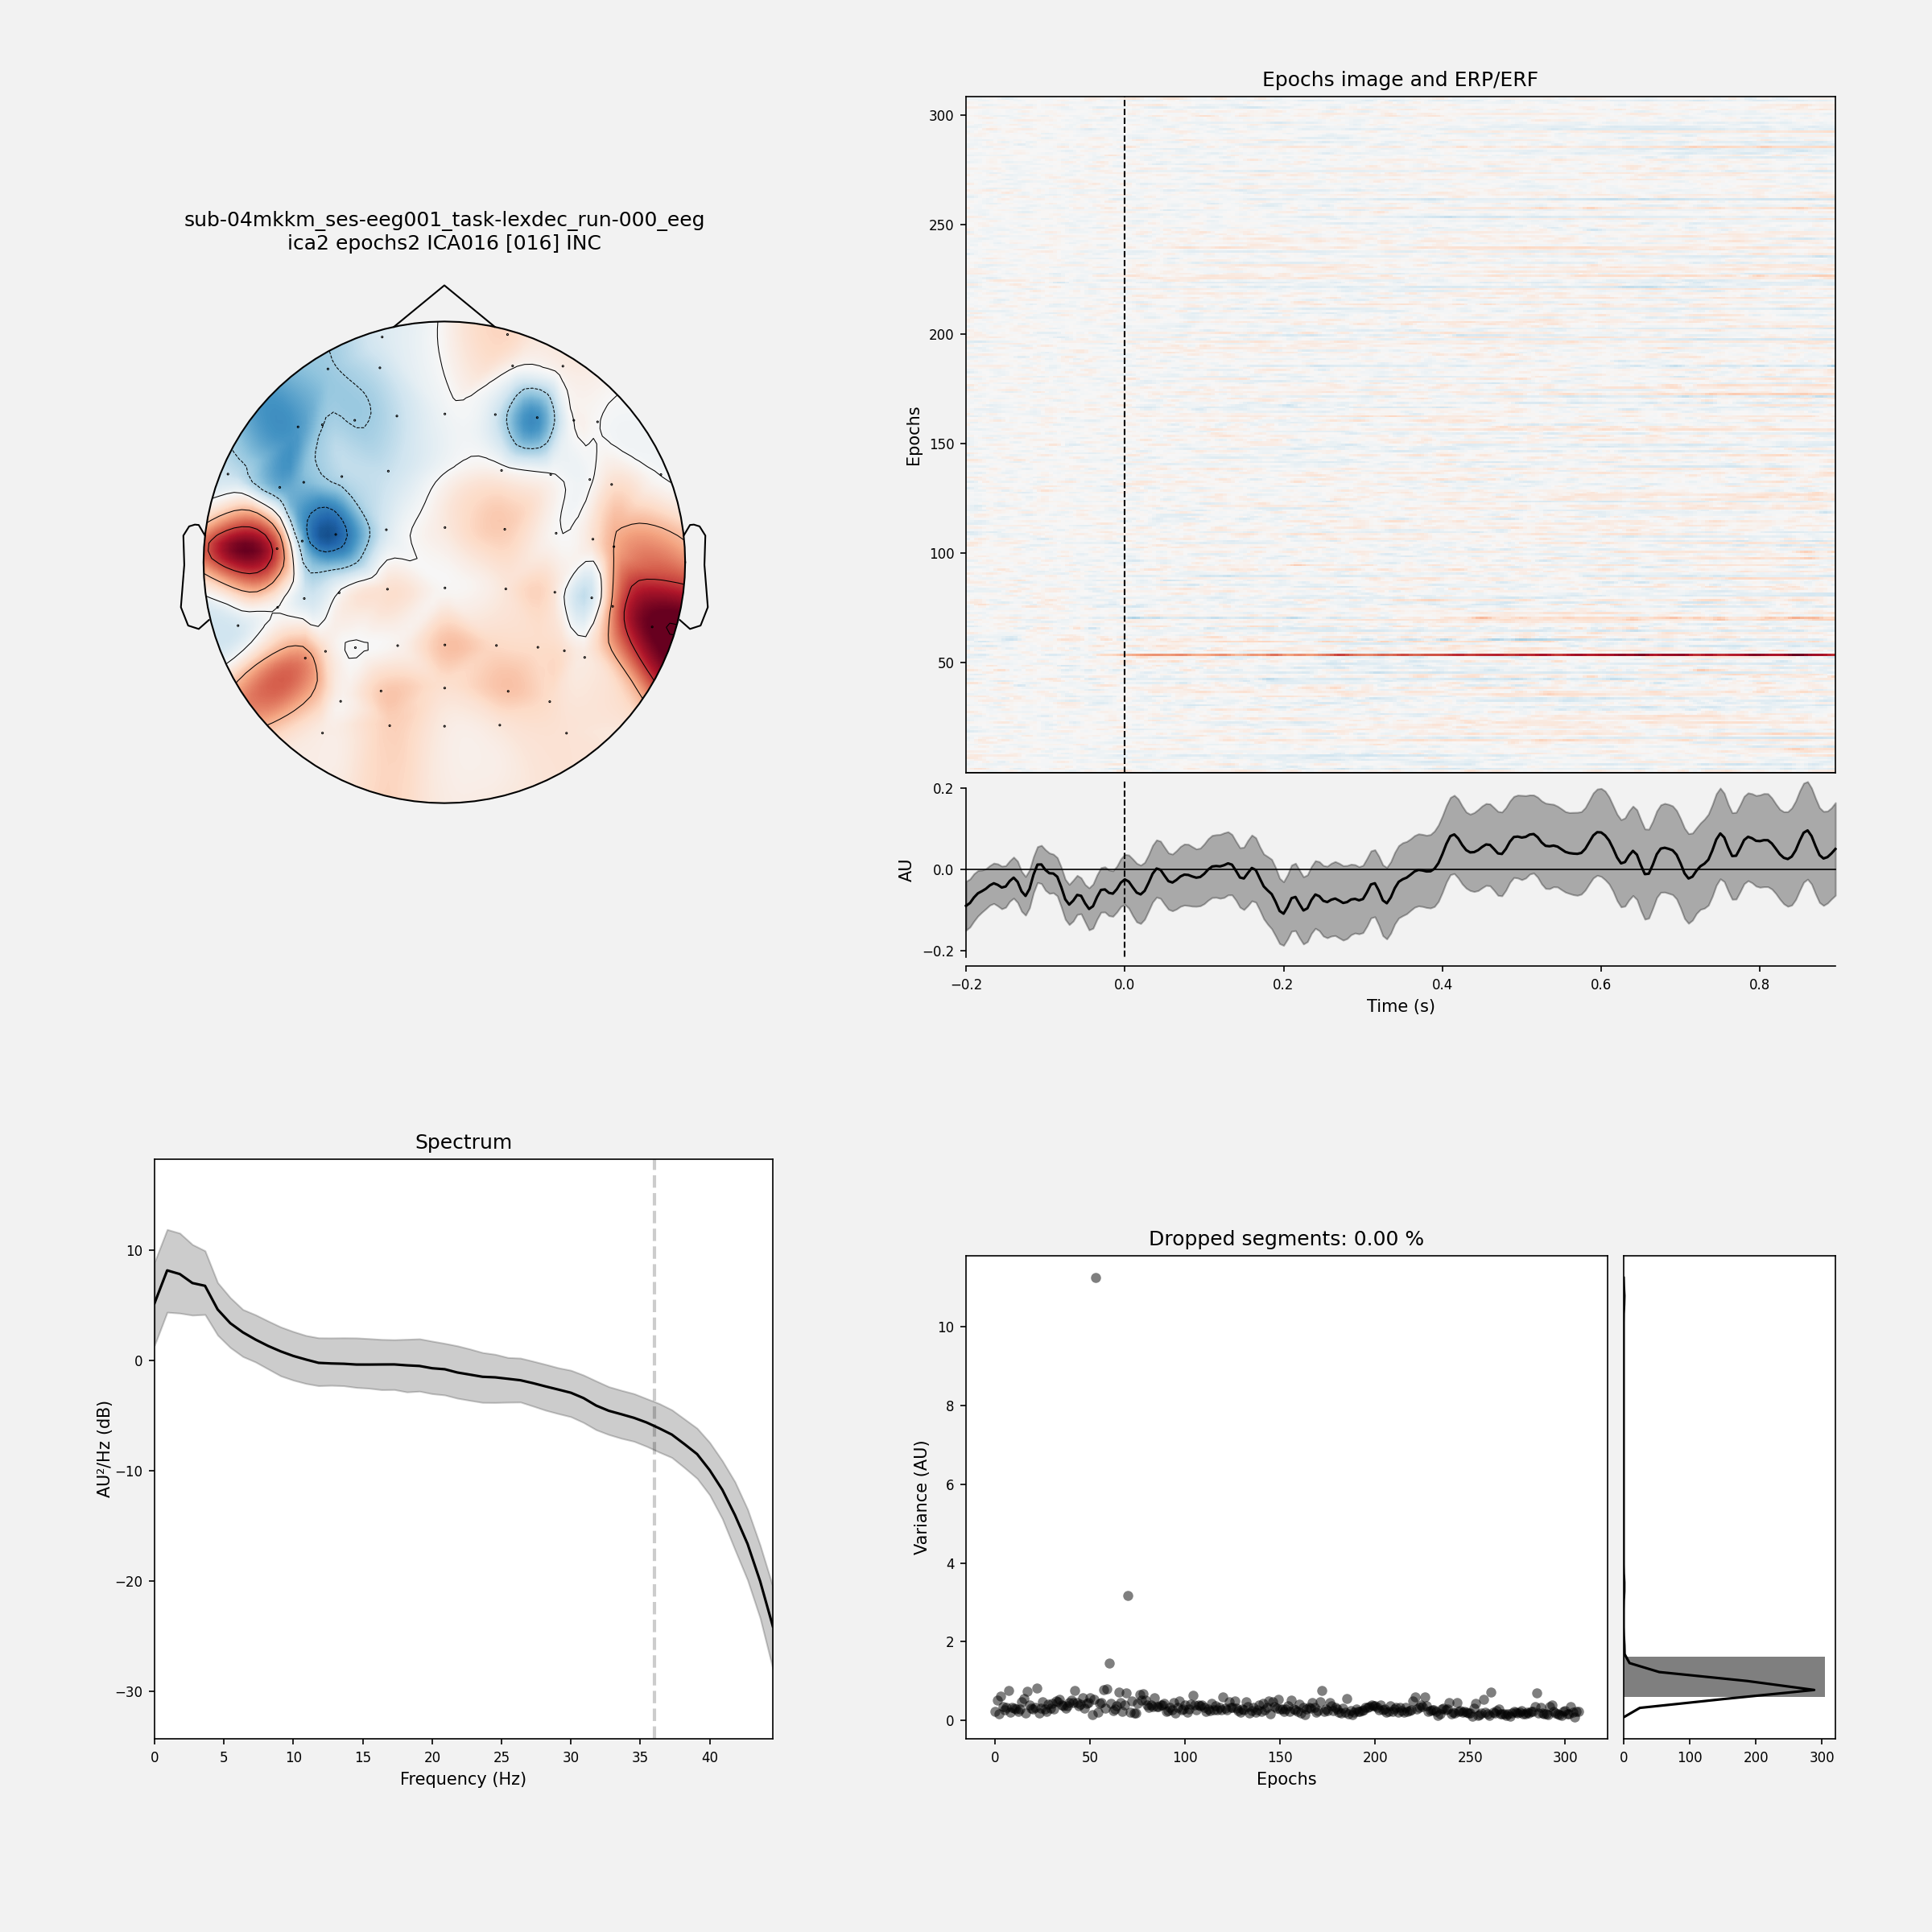 sub-04mkkm_ses-eeg001_task-lexdec_run-000_eeg
ica2 epochs2 ICA016 [016] INC
Epochs image and ERP/ERF
Epochs
300
250
200
150
100
50
AU
0.2
0.0
−0.2
−0.2 0.0 0.2 0.4 0.6 0.8
Time (s)
Spectrum
AU²/Hz (dB)
10
0
−10
−20
−30
0 5 10 15 20 25 30 35 40
Frequency (Hz)
Dropped segments: 0.00 %
Variance (AU)
10
8
6
4
2
0
0 50 100 150 200 250 300
Epochs
0 100 200 300